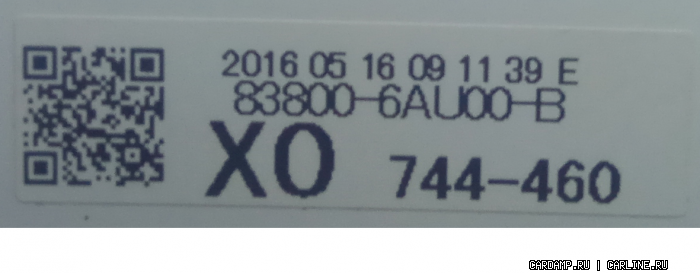 2016 05 16 09 11 39 E
83800-6AU00-B
XO 744-460
CARDAMP.RU | CARLINE.RU